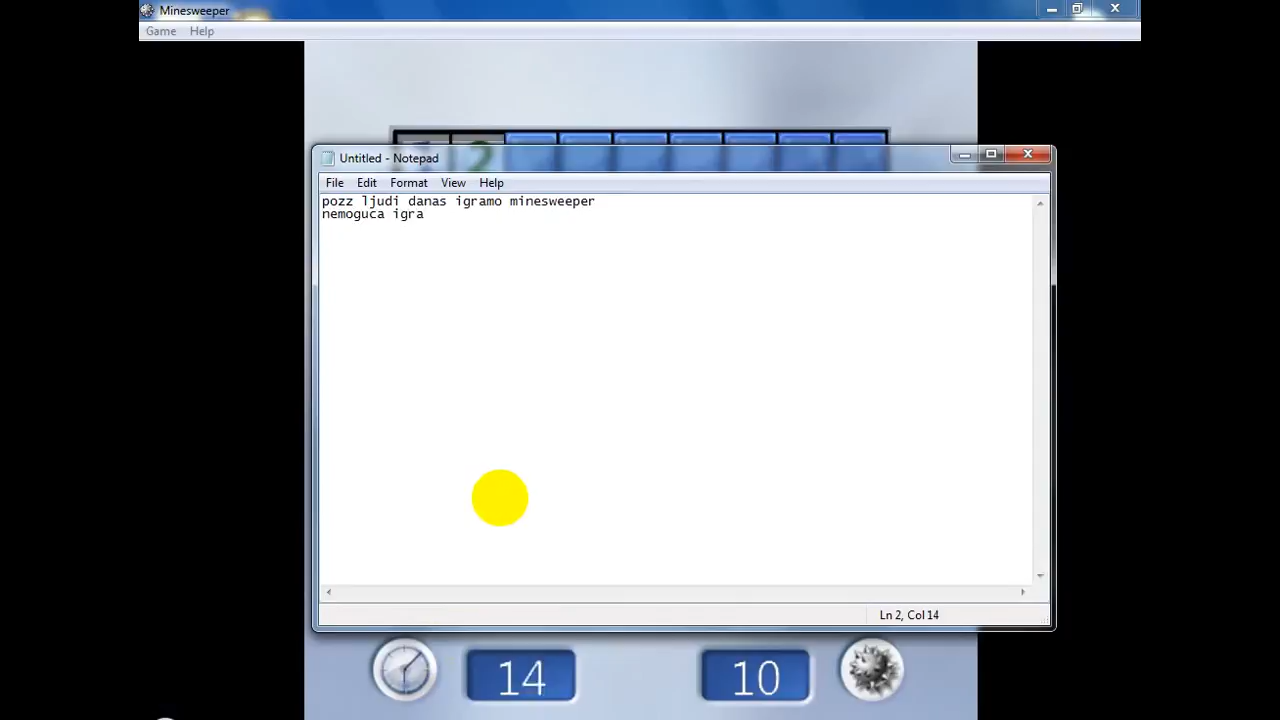 Minesweeper
Game Help
2
Untitled - Notepad
File Edit Format View Help
pozz ljudi danas igramo minesweeper
nemoguca igra
Ln 2, Col 14
14 10